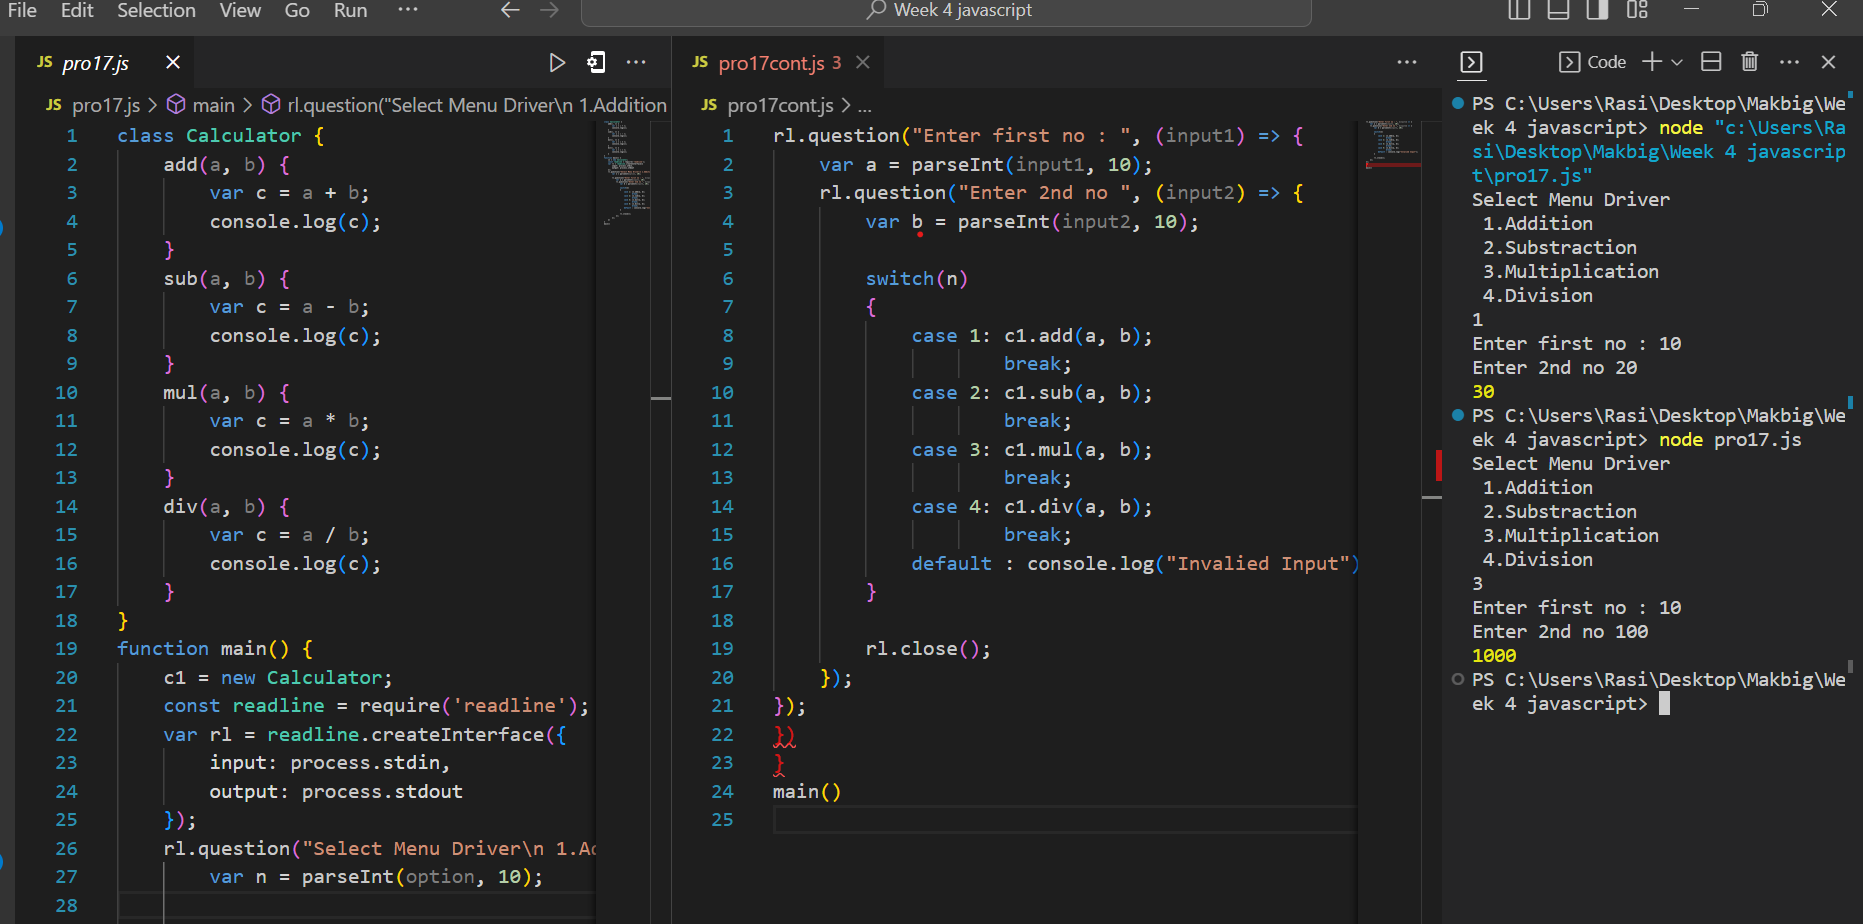 File Edit Selection View Go Run ···
Week 4 javascript
JS pro17.js
JS pro17.js > main > rl.question("Select Menu Driver\n 1.Addition
1 class Calculator {
2 add(a, b) {
3 var c = a + b;
4 console.log(c);
5 }
6 sub(a, b) {
7 var c = a - b;
8 console.log(c);
9 }
10 mul(a, b) {
11 var c = a * b;
12 console.log(c);
13 }
14 div(a, b) {
15 var c = a / b;
16 console.log(c);
17 }
18 }
19 function main() {
20 c1 = new Calculator;
21 const readline = require('readline');
22 var rl = readline.createInterface({
23 input: process.stdin,
24 output: process.stdout
25 });
26 rl.question("Select Menu Driver\n 1.Ad
27 var n = parseInt(option, 10);
28
JS pro17cont.js 3
JS pro17cont.js > ...
1 rl.question("Enter first no : ", (input1) => {
2 var a = parseInt(input1, 10);
3 rl.question("Enter 2nd no ", (input2) => {
4 var b = parseInt(input2, 10);
5
6 switch(n)
7 {
8 case 1: c1.add(a, b);
9 break;
10 case 2: c1.sub(a, b);
11 break;
12 case 3: c1.mul(a, b);
13 break;
14 case 4: c1.div(a, b);
15 break;
16 default : console.log("Invalied Input")
17 }
18
19 rl.close();
20 });
21 });
22 })
23 }
24 main()
25
Code
PS C:\Users\Rasi\Desktop\Makbig\We
ek 4 javascript> node "c:\Users\Ra
si\Desktop\Makbig\Week 4 javascrip
t\pro17.js"
Select Menu Driver
1.Addition
2.Substraction
3.Multiplication
4.Division
1
Enter first no : 10
Enter 2nd no 20
30
PS C:\Users\Rasi\Desktop\Makbig\We
ek 4 javascript> node pro17.js
Select Menu Driver
1.Addition
2.Substraction
3.Multiplication
4.Division
3
Enter first no : 10
Enter 2nd no 100
1000
PS C:\Users\Rasi\Desktop\Makbig\We
ek 4 javascript>